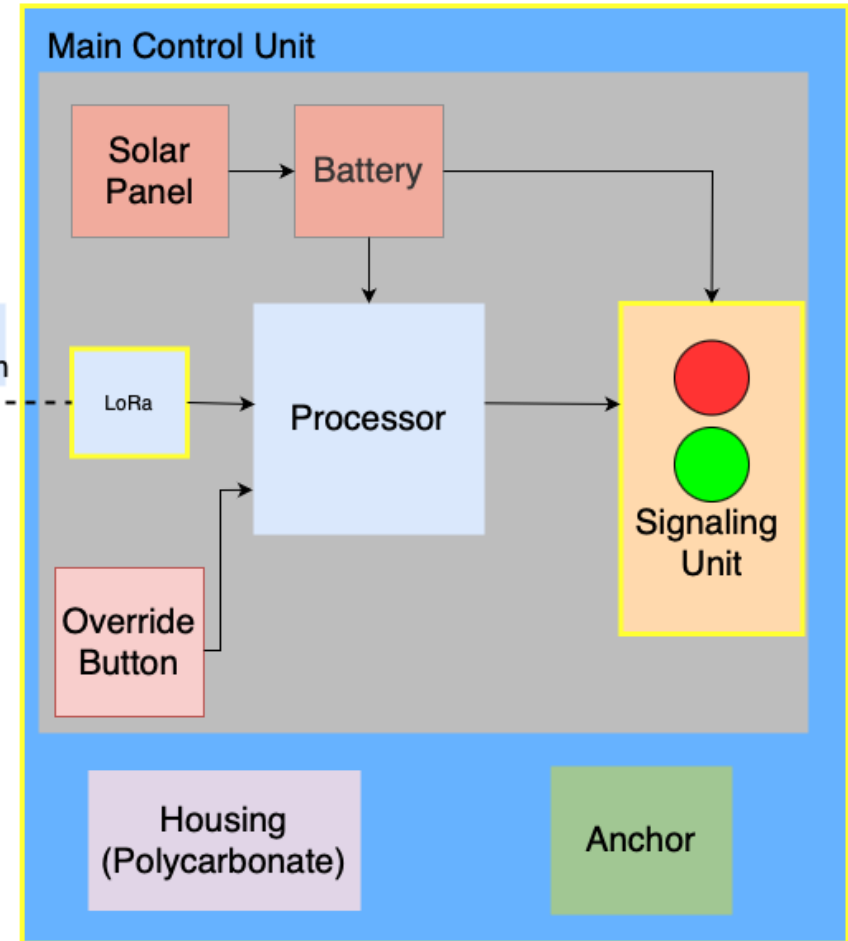 Main Control Unit
Solar
Panel
Battery
LoRa
Processor
Signaling
Unit
Override
Button
Housing
(Polycarbonate)
Anchor